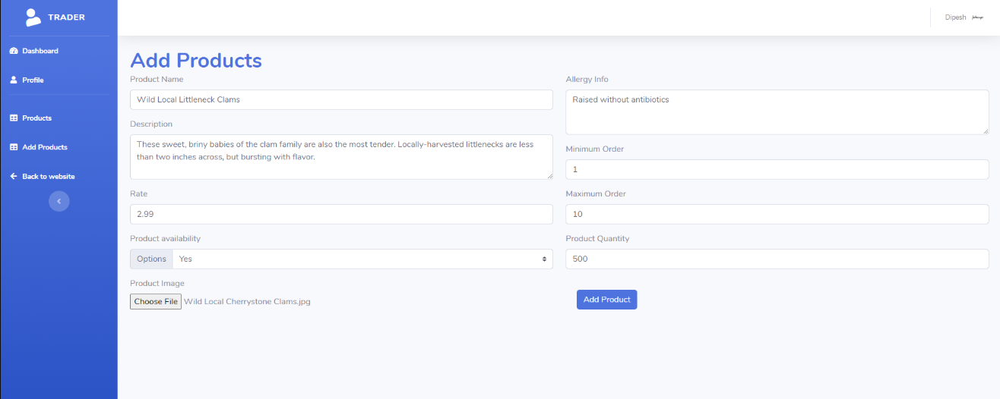 TRADER
Dipesh
Dashboard
Profile
Products
Add Products
Back to website
Add Products
Product Name
Wild Local Littleneck Clams
Description
These sweet, briny babies of the clam family are also the most tender. Locally-harvested littlenecks are less
than two inches across, but bursting with flavor.
Rate
2.99
Product availability
Options Yes
Product Image
Choose File Wild Local Cherrystone Clams.jpg
Allergy Info
Raised without antibiotics
Minimum Order
1
Maximum Order
10
Product Quantity
500
Add Product